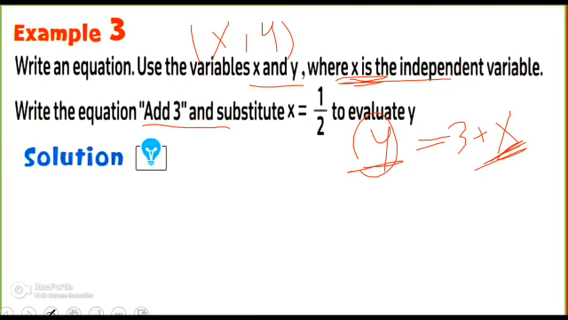 Example 3
(x, y)
Write an equation. Use the variables x and y, where x is the independent variable.
Write the equation "Add 3" and substitute x = 1/2 to evaluate y
y = 3 + x
Solution